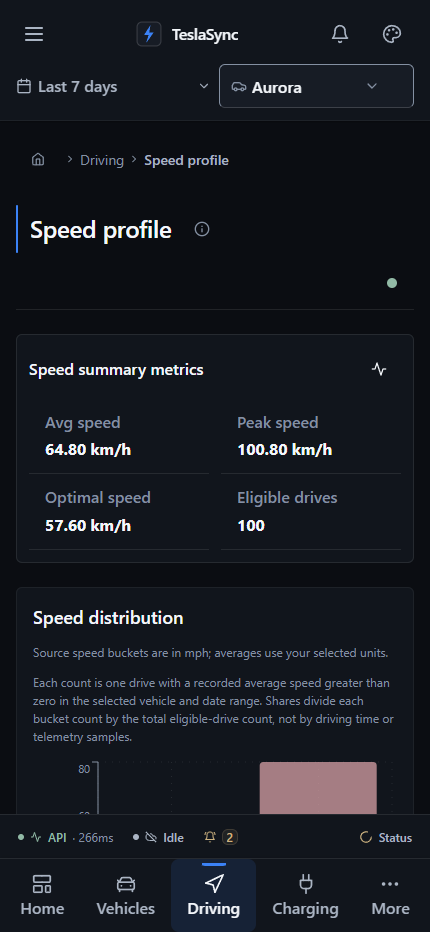 TeslaSync
Last 7 days
Aurora
Driving
Speed profile
Speed profile
Speed summary metrics
Avg speed
Peak speed
64.80 km/h
100.80 km/h
Optimal speed
Eligible drives
57.60 km/h
100
Speed distribution
Source speed buckets are in mph; averages use your selected units.
Each count is one drive with a recorded average speed greater than
zero in the selected vehicle and date range. Shares divide each
bucket count by the total eligible-drive count, not by driving time or
telemetry samples.
80
API · 266ms
Idle
2
Status
Home
Vehicles
Driving
Charging
More